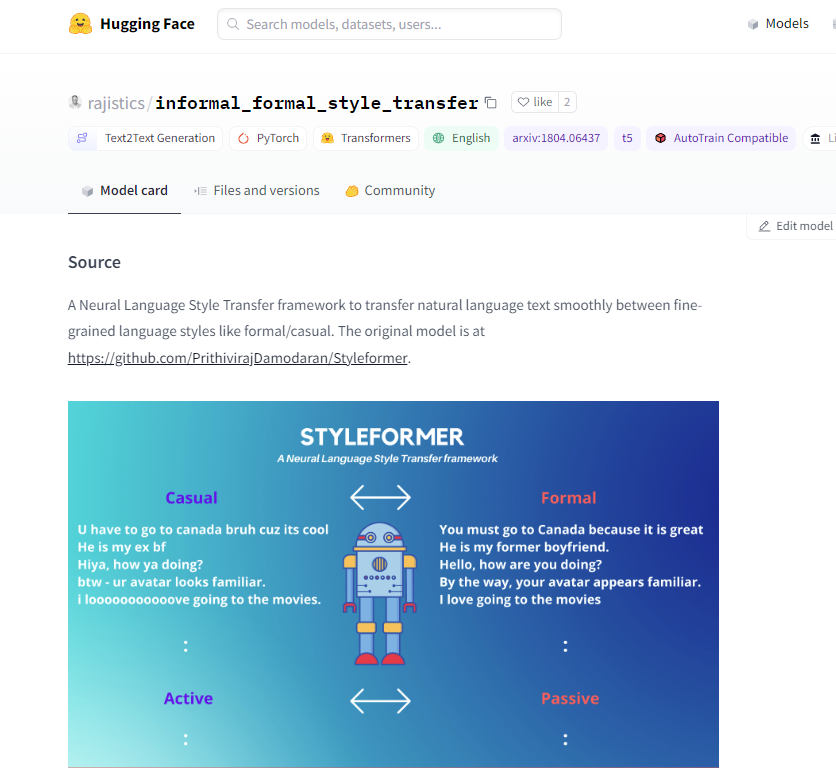 Hugging Face
Search models, datasets, users...
Models
rajistics/informal_formal_style_transfer
like 2
Text2Text Generation PyTorch Transformers English arxiv:1804.06437 t5 AutoTrain Compatible
Model card Files and versions Community
Edit model
Source
A Neural Language Style Transfer framework to transfer natural language text smoothly between fine-
grained language styles like formal/casual. The original model is at
https://github.com/PrithivirajDamodaran/Styleformer.
STYLEFORMER
A Neural Language Style Transfer framework
Casual
U have to go to canada bruh cuz its cool
He is my ex bf
Hiya, how ya doing?
btw - ur avatar looks familiar.
i looooooooooove going to the movies.
:
Formal
You must go to Canada because it is great
He is my former boyfriend.
Hello, how are you doing?
By the way, your avatar appears familiar.
I love going to the movies
:
Active
:
Passive
: